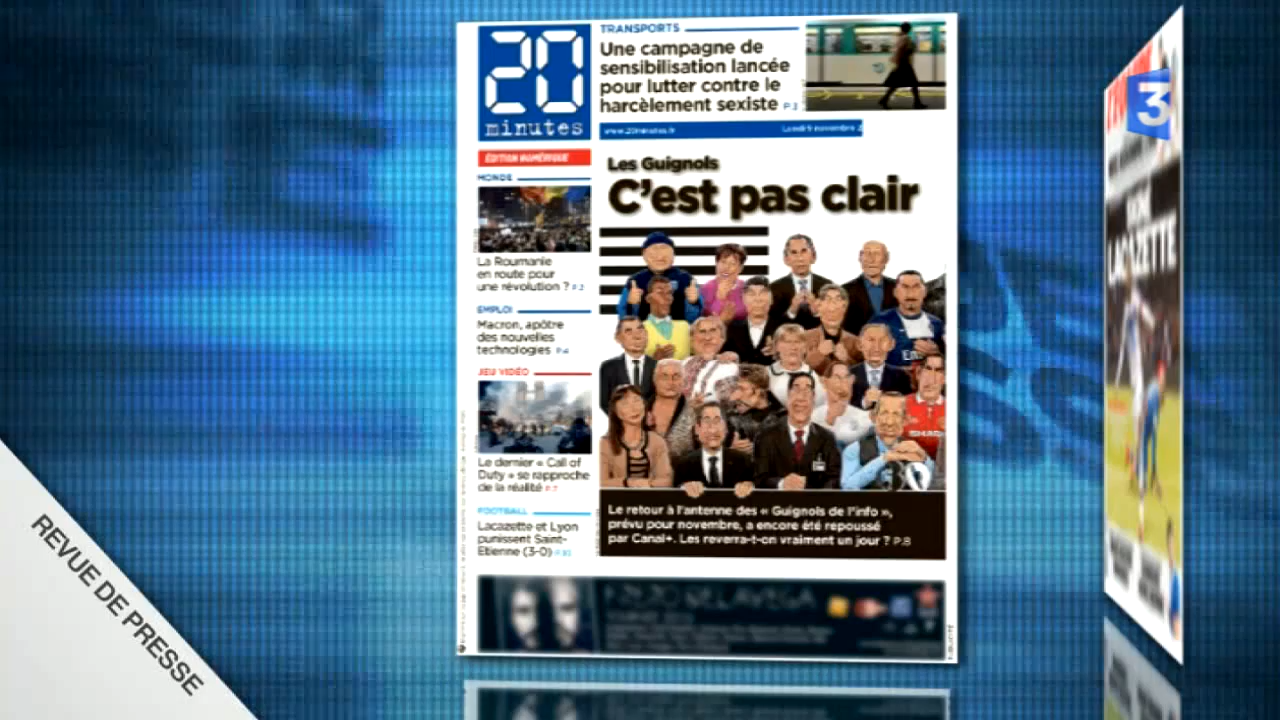 20
minutes
TRANSPORTS
Une campagne de
sensibilisation lancée
pour lutter contre le
harcèlement sexiste P.3
www.20minutes.fr
Lundi 9 novembre 2
ÉDITION NUMÉRIQUE
MONDE
La Roumanie
en route pour
une révolution ? P.2
EMPLOI
Macron, apôtre
des nouvelles
technologies P.4
JEU VIDÉO
Le dernier « Call of
Duty » se rapproche
de la réalité P.7
FOOTBALL
Lacazette et Lyon
punissent Saint-
Etienne (3-0)
Les Guignols
C'est pas clair
Le retour à l'antenne des « Guignols de l'info »,
prévu pour novembre, a encore été repoussé
par Canal+. Les reverra-t-on vraiment un jour ? P.8
3
LACAZETTE
REVUE DE PRESSE